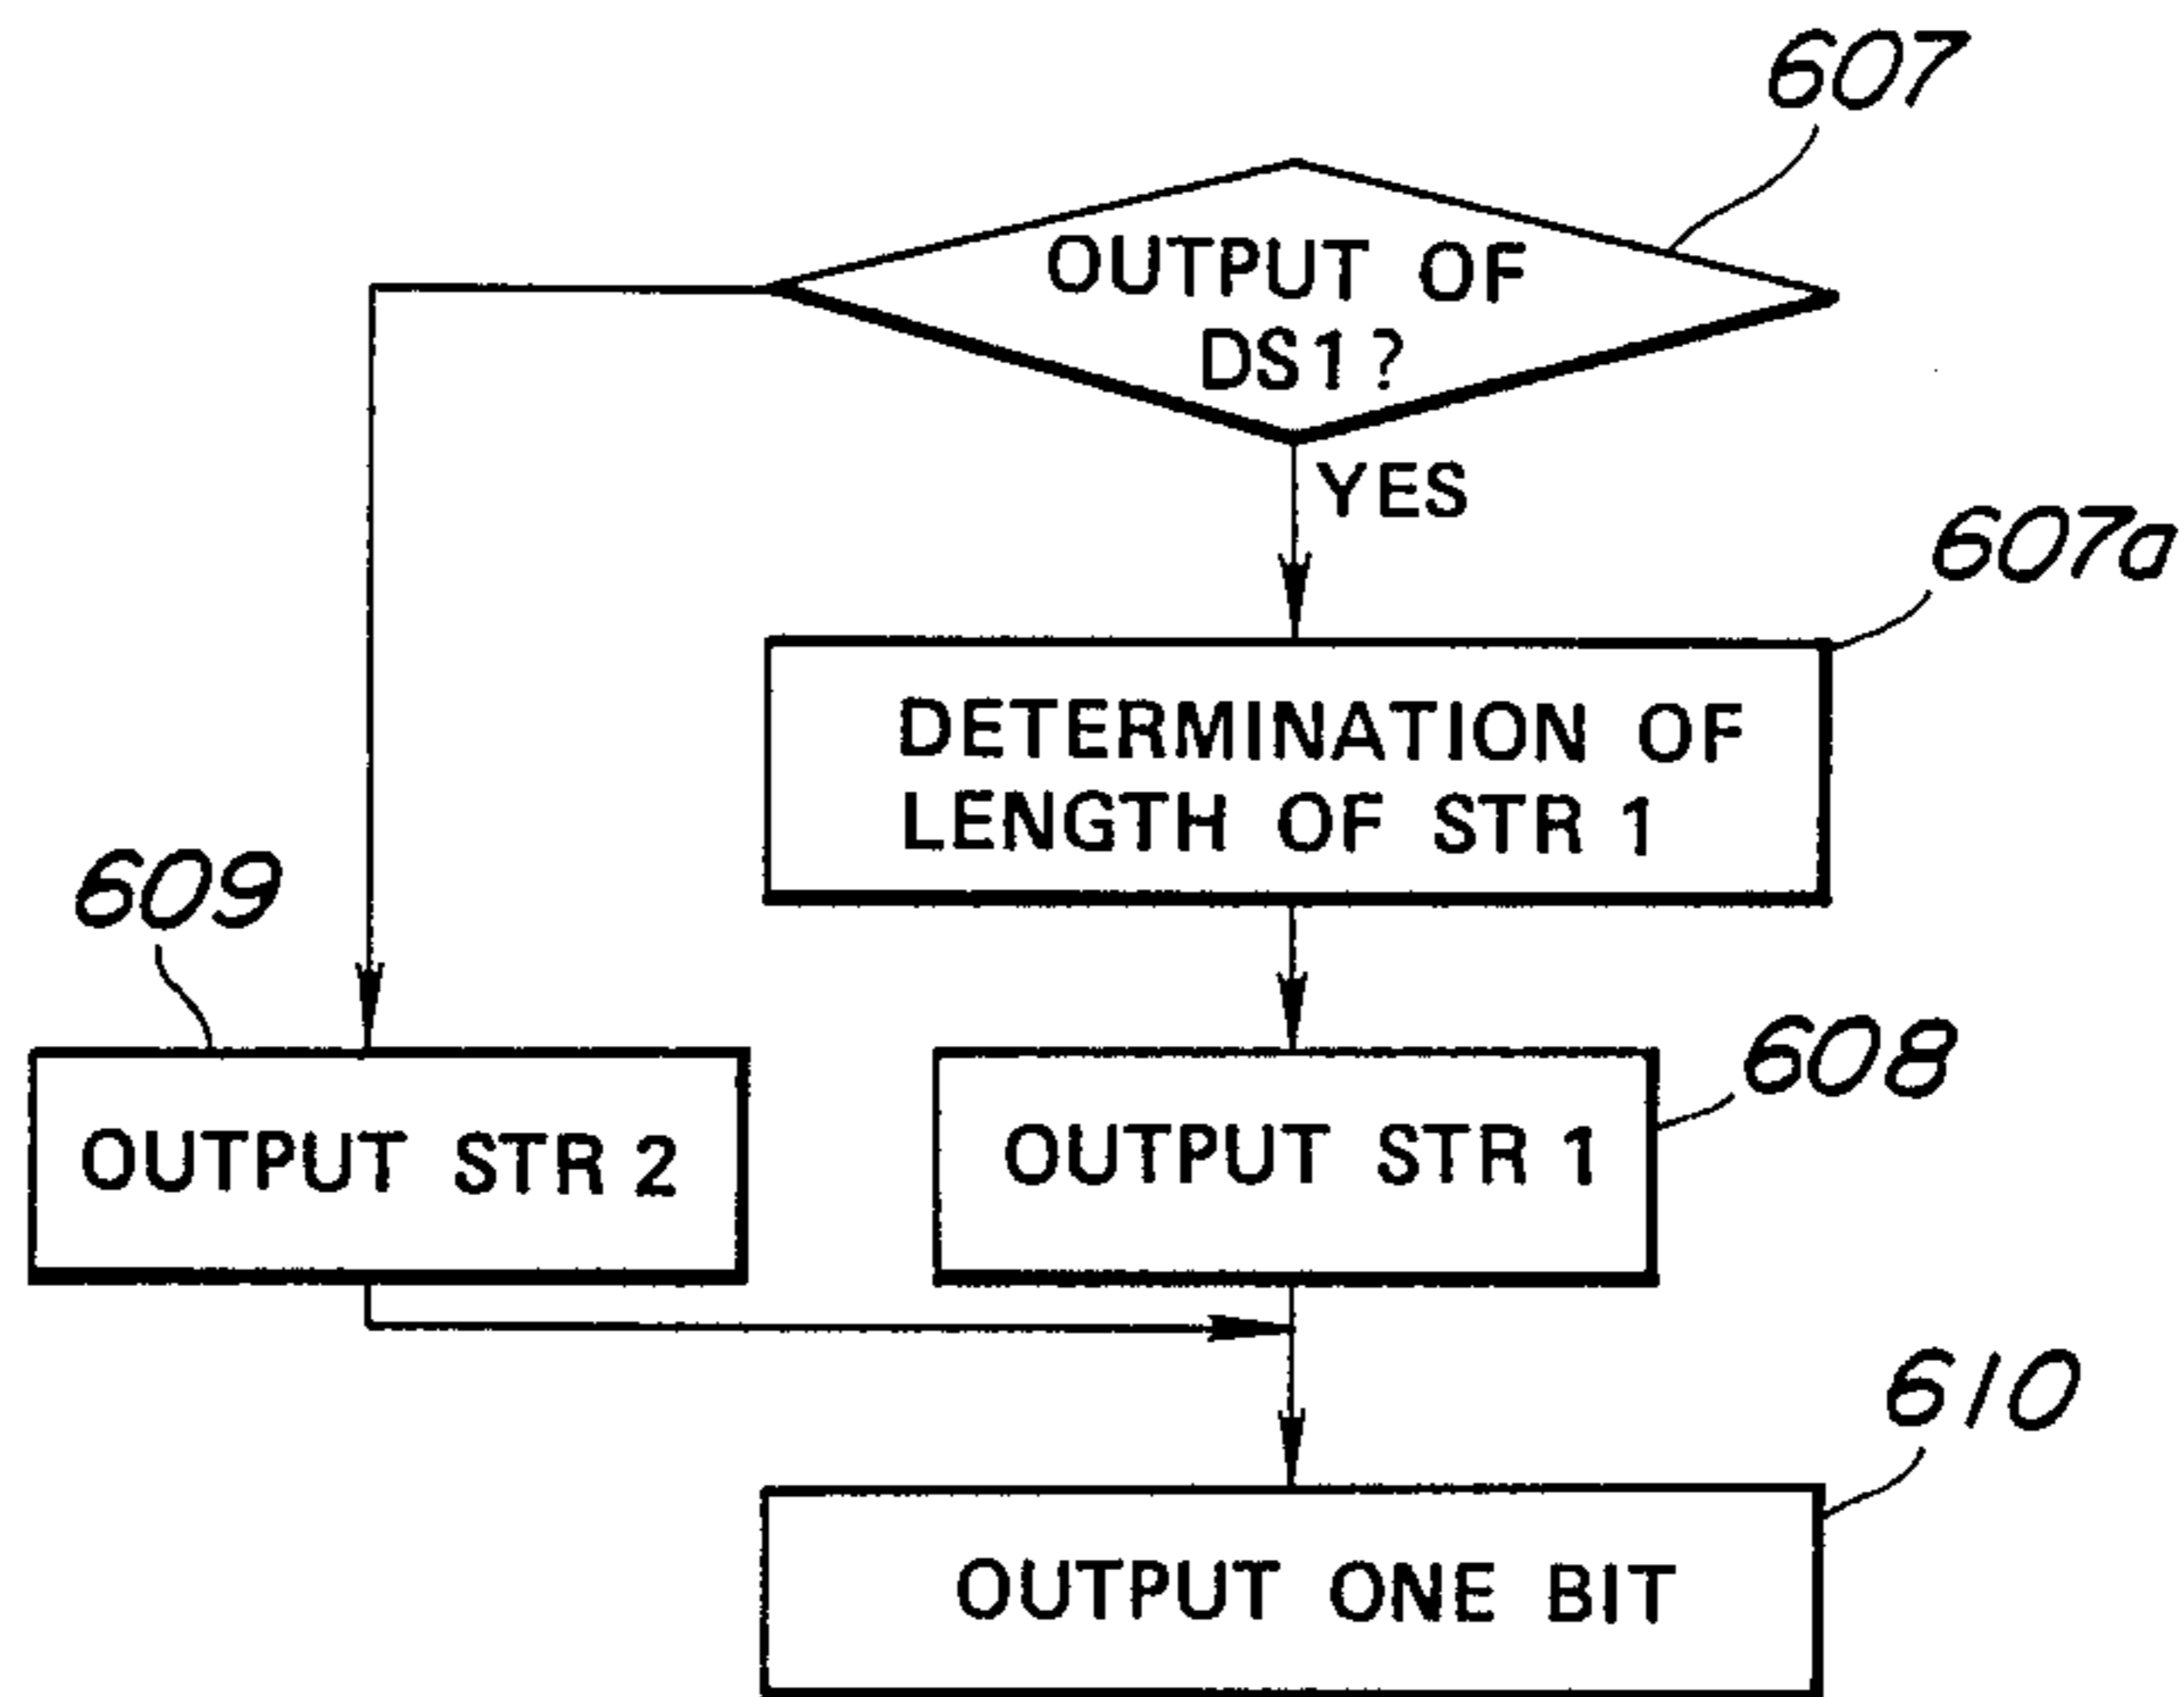 607
OUTPUT OF
DS1?
YES
607a
DETERMINATION OF
LENGTH OF STR 1
609
608
OUTPUT STR 2
OUTPUT STR 1
610
OUTPUT ONE BIT